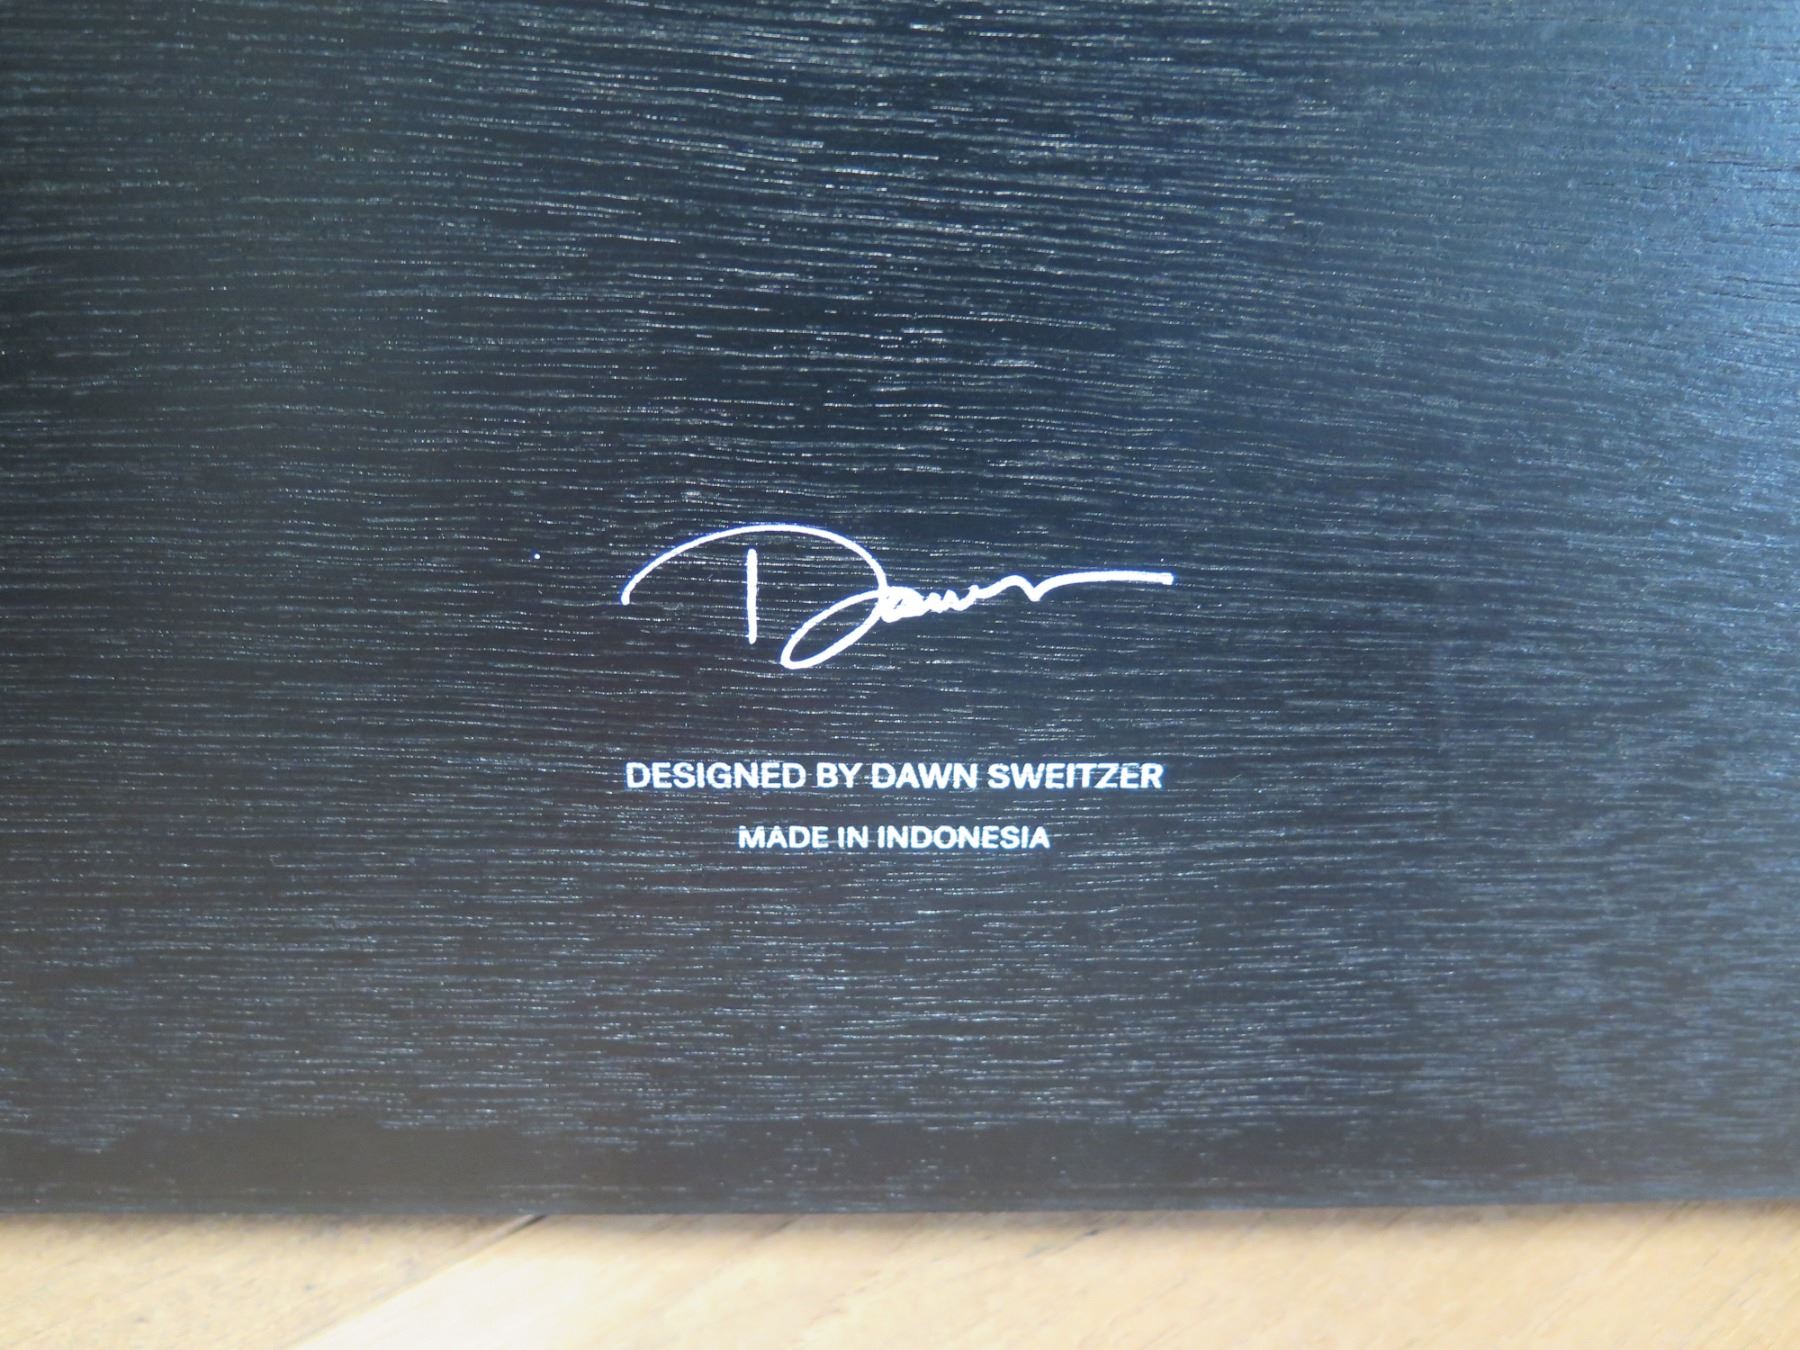 Dawn
DESIGNED BY DAWN SWEITZER
MADE IN INDONESIA